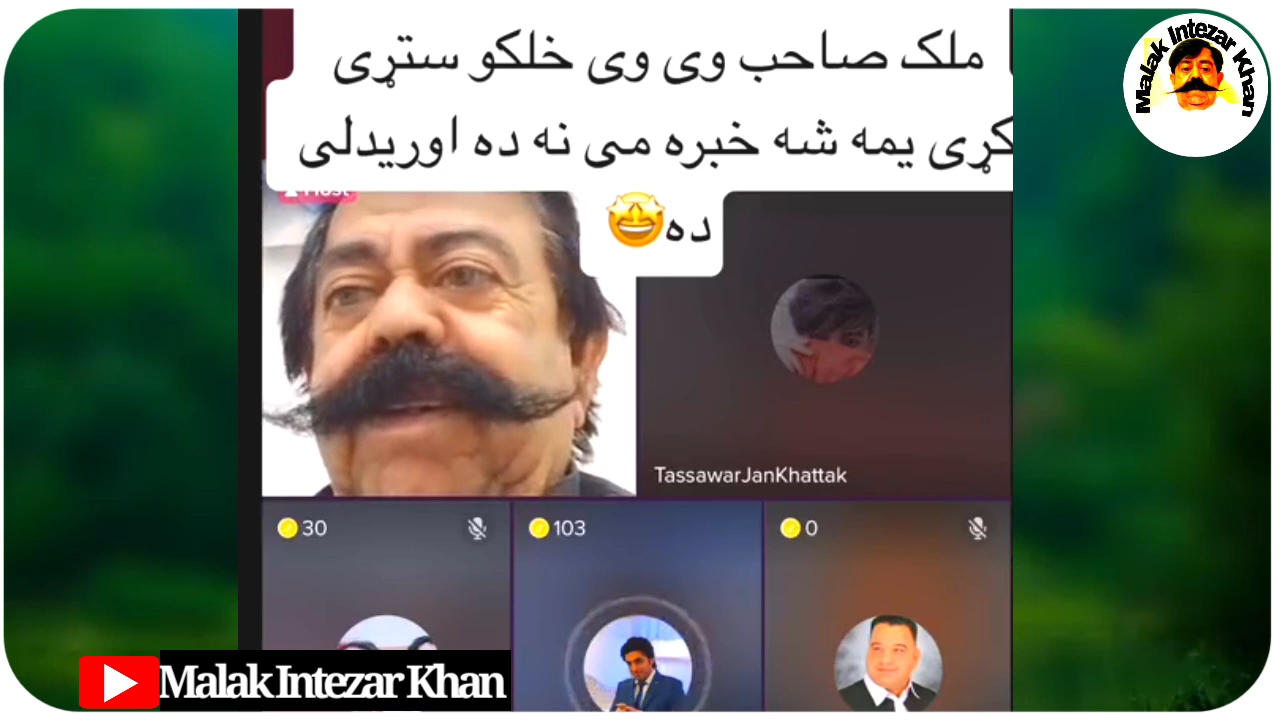 ملک صاحب وی وی خلکو ستړی
کړی یمه شه خبره می نه ده اوریدلی
ده🤩
Malak Intezar Khan
Host
TassawarJanKhattak
30
103
0
Malak Intezar Khan